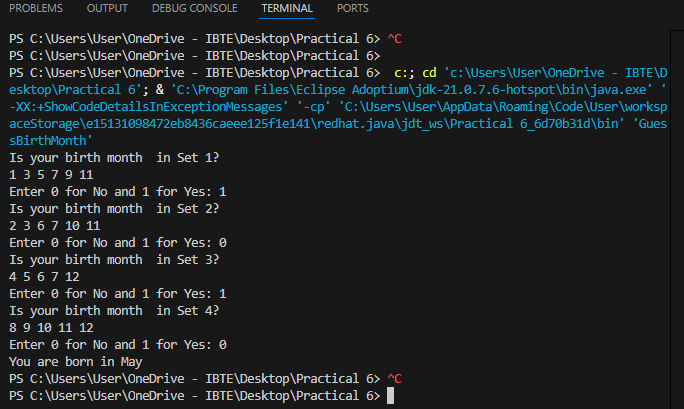 PROBLEMS OUTPUT DEBUG CONSOLE TERMINAL PORTS
PS C:\Users\User\OneDrive - IBTE\Desktop\Practical 6> ^C
PS C:\Users\User\OneDrive - IBTE\Desktop\Practical 6>
PS C:\Users\User\OneDrive - IBTE\Desktop\Practical 6>  c:; cd 'c:\Users\User\OneDrive - IBTE\D
esktop\Practical 6'; & 'C:\Program Files\Eclipse Adoptium\jdk-21.0.7.6-hotspot\bin\java.exe' '
-XX:+ShowCodeDetailsInExceptionMessages' '-cp' 'C:\Users\User\AppData\Roaming\Code\User\worksp
aceStorage\e15131098472eb8436caeee125f1e141\redhat.java\jdt_ws\Practical 6_6d70b31d\bin' 'Gues
sBirthMonth'
Is your birth month  in Set 1?
1 3 5 7 9 11
Enter 0 for No and 1 for Yes: 1
Is your birth month  in Set 2?
2 3 6 7 10 11
Enter 0 for No and 1 for Yes: 0
Is your birth month  in Set 3?
4 5 6 7 12
Enter 0 for No and 1 for Yes: 1
Is your birth month  in Set 4?
8 9 10 11 12
Enter 0 for No and 1 for Yes: 0
You are born in May
PS C:\Users\User\OneDrive - IBTE\Desktop\Practical 6> ^C
PS C:\Users\User\OneDrive - IBTE\Desktop\Practical 6>